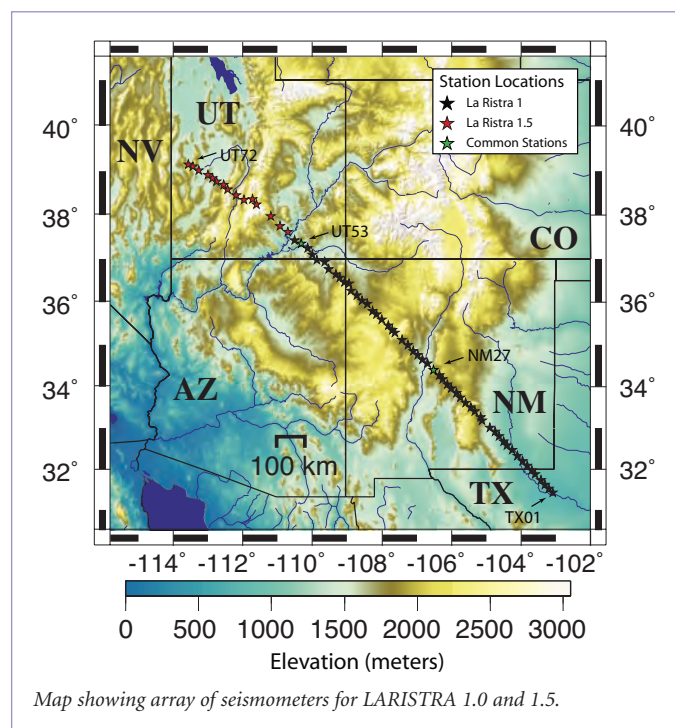 Station Locations
La Ristra 1
La Ristra 1.5
Common Stations
UT
NV
UT72
UT53
CO
NM27
AZ
NM
100 km
TX
TX01
40°
38°
36°
34°
32°
40°
38°
36°
34°
32°
-114° -112° -110° -108° -106° -104° -102°
0 500 1000 1500 2000 2500 3000
Elevation (meters)
Map showing array of seismometers for LARISTRA 1.0 and 1.5.